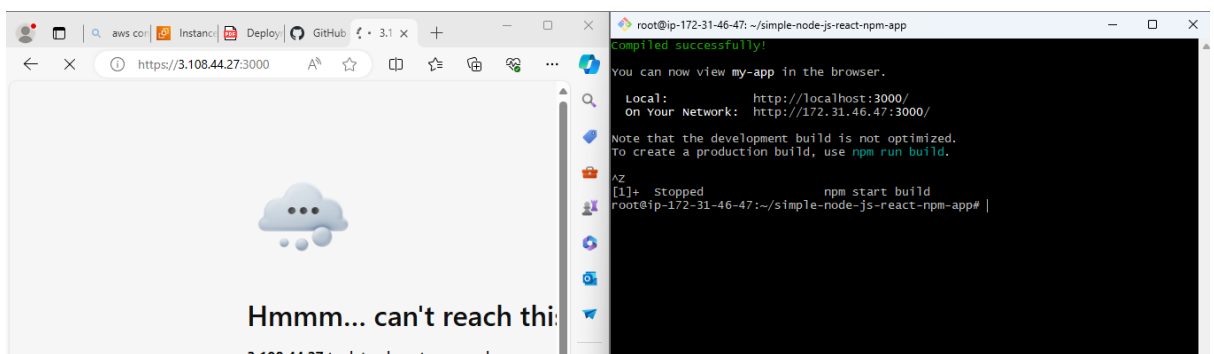 aws cor
Instance
Deploy
GitHub
3.1
https://3.108.44.27:3000
Hmmm... can't reach this
root@ip-172-31-46-47: ~/simple-node-js-react-npm-app
Compiled successfully!
You can now view my-app in the browser.
Local: http://localhost:3000/
On Your Network: http://172.31.46.47:3000/
Note that the development build is not optimized.
To create a production build, use npm run build.
^Z
[1]+ Stopped npm start build
root@ip-172-31-46-47:~/simple-node-js-react-npm-app#